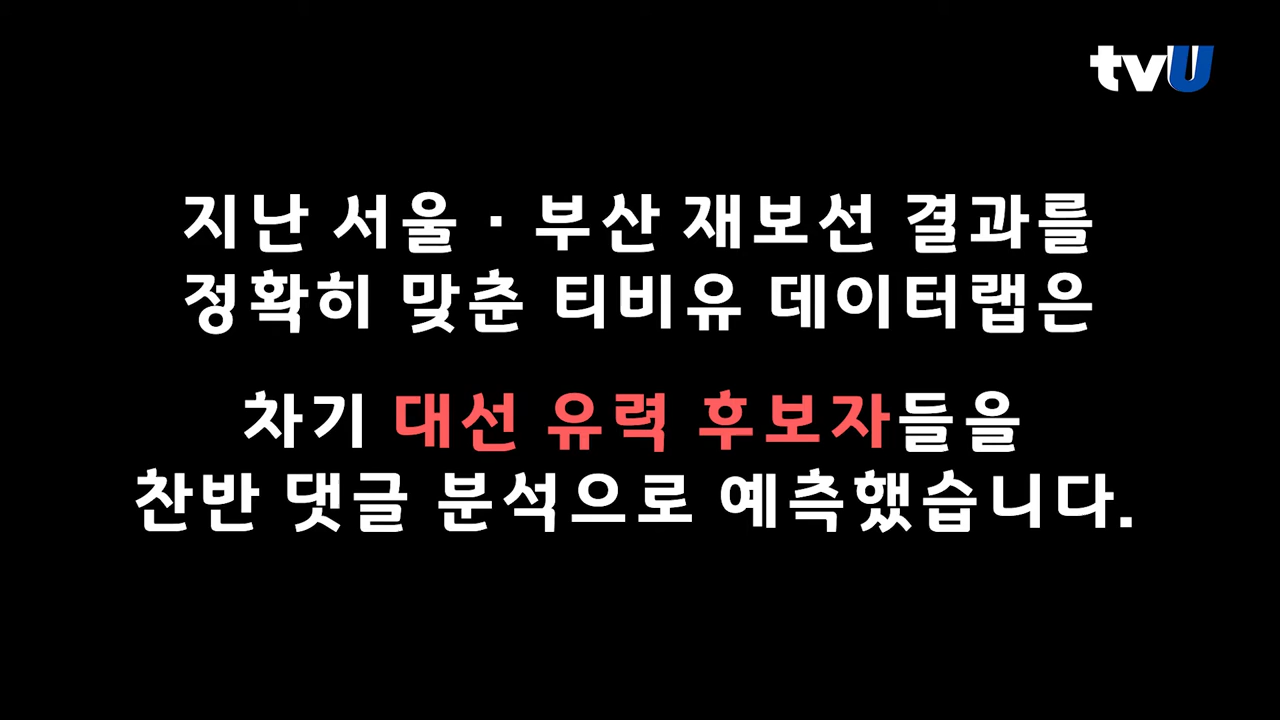 tvU
지난 서울 · 부산 재보선 결과를
정확히 맞춘 티비유 데이터랩은
차기 대선 유력 후보자들을
찬반 댓글 분석으로 예측했습니다.